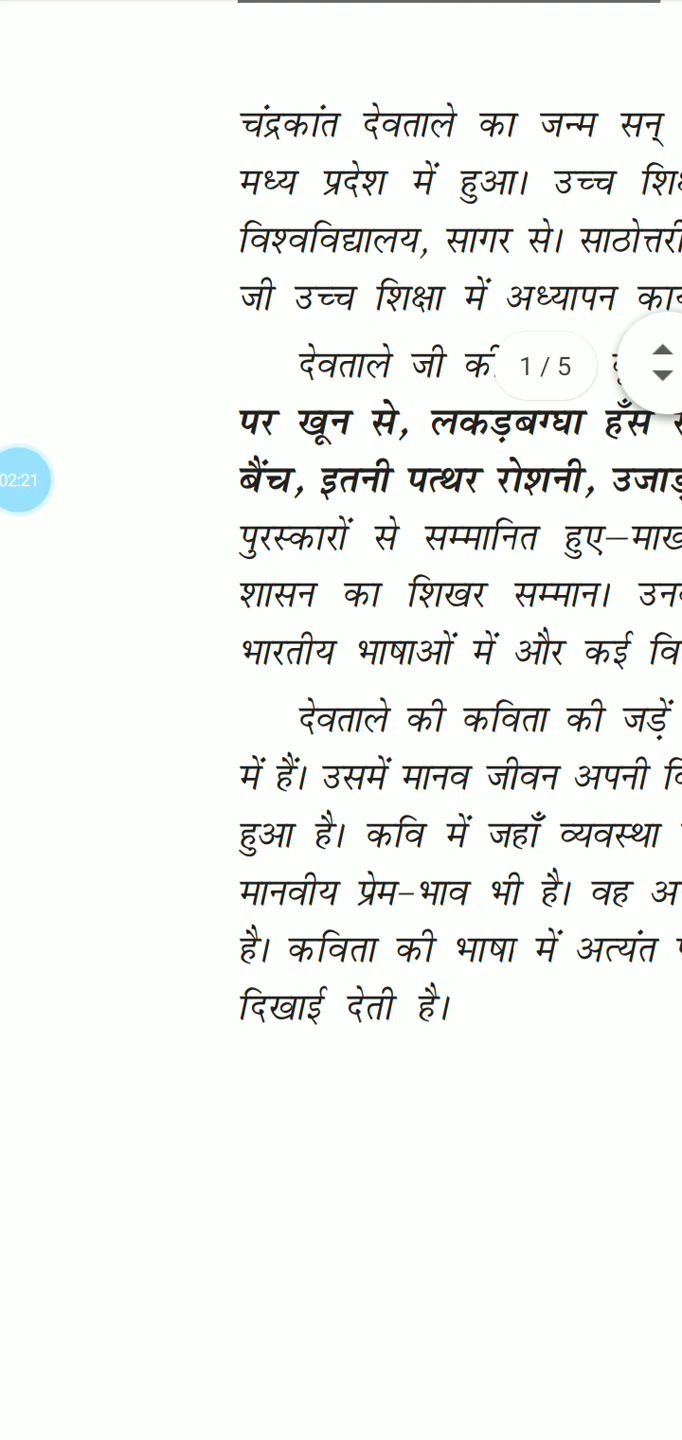 चंद्रकांत देवताले का जन्म सन्
मध्य प्रदेश में हुआ। उच्च
विश्वविद्यालय, सागर से। साठोत्तरी
जी उच्च शिक्षा में अध्यापन
देवताले जी
1 / 5
पर खून से, लकड़बग्घा हँस
02:21
बैंच, इतनी पत्थर रोशनी,
पुरस्कारों से सम्मानित हुए–
शासन का शिखर सम्मान।
भारतीय भाषाओं में और कई
देवताले की कविता की जड़ें
में हैं। उसमें मानव जीवन अपनी
हुआ है। कवि में जहाँ व्यवस्था
मानवीय प्रेम-भाव भी है। वह
है। कविता की भाषा में अत्यंत
दिखाई देती है।